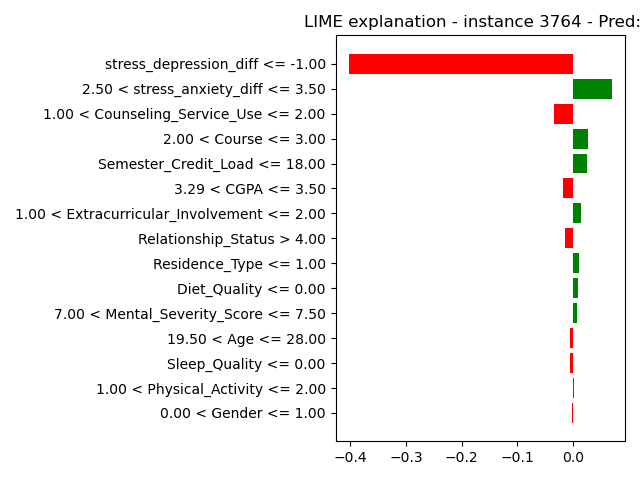 LIME explanation - instance 3764 - Pred:
stress_depression_diff <= -1.00
2.50 < stress_anxiety_diff <= 3.50
1.00 < Counseling_Service_Use <= 2.00
2.00 < Course <= 3.00
Semester_Credit_Load <= 18.00
3.29 < CGPA <= 3.50
1.00 < Extracurricular_Involvement <= 2.00
Relationship_Status > 4.00
Residence_Type <= 1.00
Diet_Quality <= 0.00
7.00 < Mental_Severity_Score <= 7.50
19.50 < Age <= 28.00
Sleep_Quality <= 0.00
1.00 < Physical_Activity <= 2.00
0.00 < Gender <= 1.00
−0.4 −0.3 −0.2 −0.1 0.0